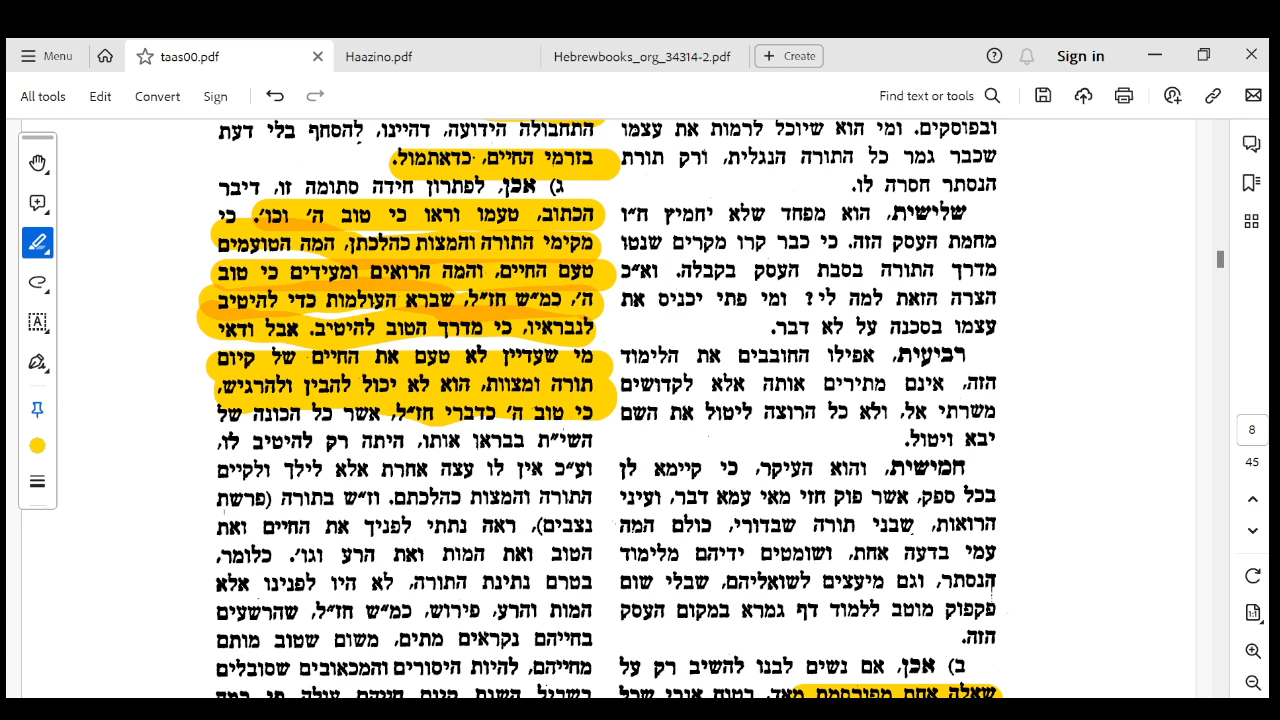 Menu
taas00.pdf
Haazino.pdf
Hebrewbooks_org_34314-2.pdf
Create
Sign in
All tools
Edit
Convert
Sign
Find text or tools
ובפוסקים. ומי הוא שיוכל לרמות את עצמו
שכבר גמר כל התורה הנגלית, ורק תורת
הנסתר חסרה לו.
שלישית, הוא מפחד שלא יחמיץ ח״ו
מחמת העסק הזה. כי כבר קרו מקרים שנטו
מדרך התורה בסבת העסק בקבלה. וא״כ
הצרה הזאת למה לי? ומי פתי יכניס את
עצמו בסכנה על לא דבר.
רביעית, אפילו החובבים את הלימוד
הזה, אינם מתירים אותה אלא לקדושים
משרתי אל, ולא כל הרוצה ליטול את השם
יבא ויטול.
חמישית, והוא העיקר, כי קיימא לן
בכל ספק, אשר פוק חזי מאי עמא דבר, ועיני
הרואות, שבני תורה שבדורי, כולם המה
עמי בדעה אחת, ושומטים ידיהם מלימוד
הנסתר, וגם מיעצים לשואליהם, שבלי שום
פקפוק מוטב ללמוד דף גמרא במקום העסק
הזה.
ב) אכן, אם נשים לבנו להשיב רק על
שאלה אחת מפורסמת מאד, בטוח אנכי שכל
התחבולה הידועה, דהיינו, להסחף בלי דעת
בזרמי החיים, כדאתמול.
ג) אכן, לפתרון חידה סתומה זו, דיבר
הכתוב, טעמו וראו כי טוב ה׳ וכו׳. כי
מקימי התורה והמצות כהלכתן, המה הטועמים
טעם החיים, והמה הרואים ומעידים כי טוב
ה׳, כמ״ש חז״ל, שברא העולמות כדי להיטיב
לנבראיו, כי מדרך הטוב להיטיב. אבל ודאי
מי שעדיין לא טעם את החיים של קיום
תורה ומצוות, הוא לא יכול להבין ולהרגיש,
כי טוב ה׳ כדברי חז״ל, אשר כל הכונה של
השי״ת בבראו אותו, היתה רק להיטיב לו,
וע״כ אין לו עצה אחרת אלא לילך ולקיים
התורה והמצות כהלכתם. וז״ש בתורה (פרשת
נצבים), ראה נתתי לפניך את החיים ואת
הטוב ואת המות ואת הרע וגו׳. כלומר,
בטרם נתינת התורה, לא היו לפנינו אלא
המות והרע, פירוש, כמ״ש חז״ל, שהרשעים
בחייהם נקראים מתים, משום שטוב מותם
מחייהם, להיות היסורים והמכאובים שסובלים
בשביל השגת קיום חייהם עולה פי כמה
8
45